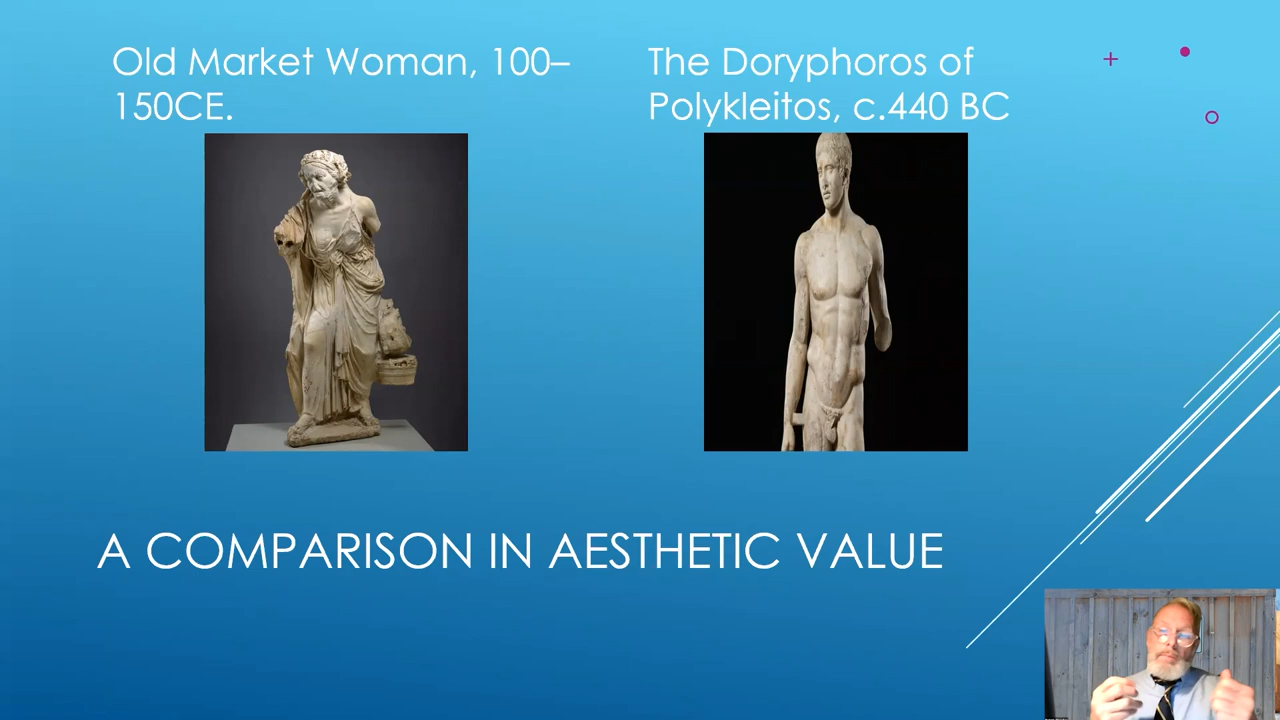 Old Market Woman, 100–
150CE.
The Doryphoros of
Polykleitos, c.440 BC
A COMPARISON IN AESTHETIC VALUE